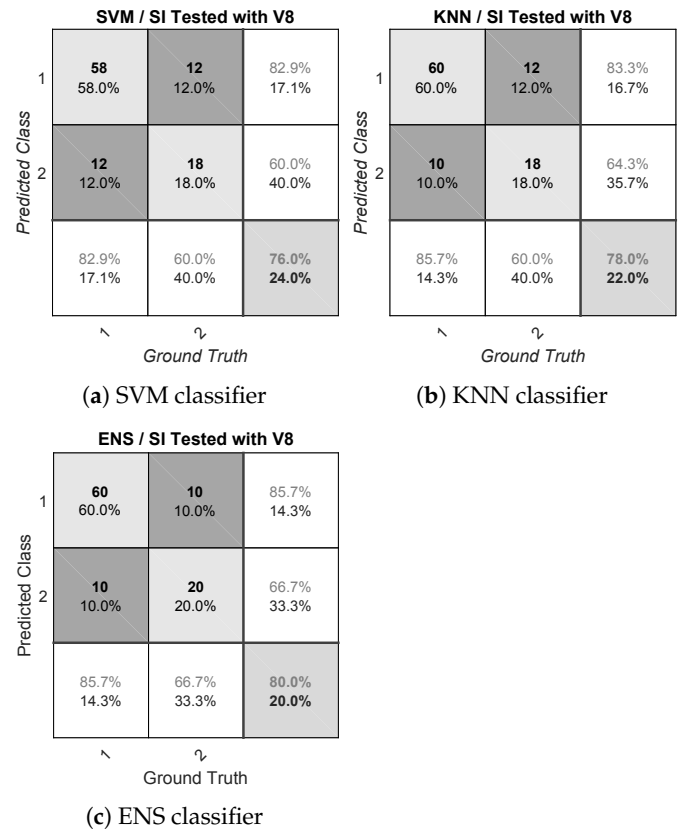 SVM / SI Tested with V8
58 12 82.9%
1
58.0% 12.0% 17.1%
12 18 60.0%
2
12.0% 18.0% 40.0%
82.9% 60.0% 76.0%
17.1% 40.0% 24.0%
1 2
Predicted Class
Ground Truth
(a) SVM classifier
KNN / SI Tested with V8
60 12 83.3%
1
60.0% 12.0% 16.7%
10 18 64.3%
2
10.0% 18.0% 35.7%
85.7% 60.0% 78.0%
14.3% 40.0% 22.0%
1 2
Predicted Class
Ground Truth
(b) KNN classifier
ENS / SI Tested with V8
60 10 85.7%
1
60.0% 10.0% 14.3%
10 20 66.7%
2
10.0% 20.0% 33.3%
85.7% 66.7% 80.0%
14.3% 33.3% 20.0%
1 2
Predicted Class
Ground Truth
(c) ENS classifier